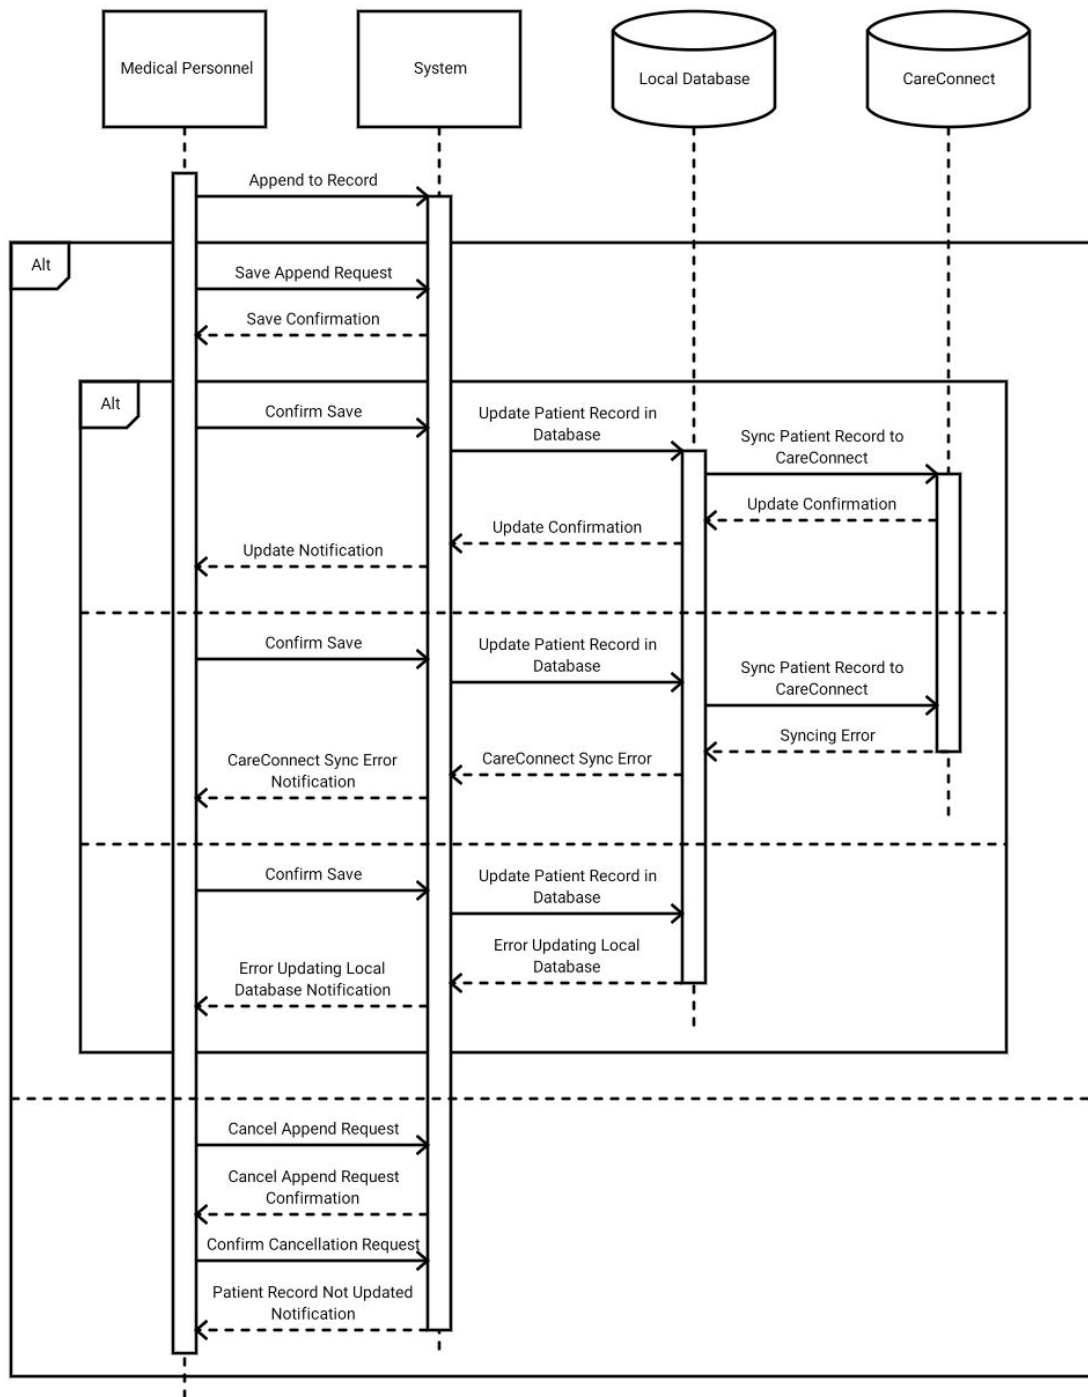 Medical Personnel
System
Local Database
CareConnect
Append to Record
Alt
Save Append Request
Save Confirmation
Alt
Confirm Save
Update Patient Record in
Database
Sync Patient Record to
CareConnect
Update Confirmation
Update Confirmation
Update Notification
Confirm Save
Update Patient Record in
Database
Sync Patient Record to
CareConnect
Syncing Error
CareConnect Sync Error
CareConnect Sync Error
Notification
Confirm Save
Update Patient Record in
Database
Error Updating Local
Database
Error Updating Local
Database Notification
Cancel Append Request
Cancel Append Request
Confirmation
Confirm Cancellation Request
Patient Record Not Updated
Notification